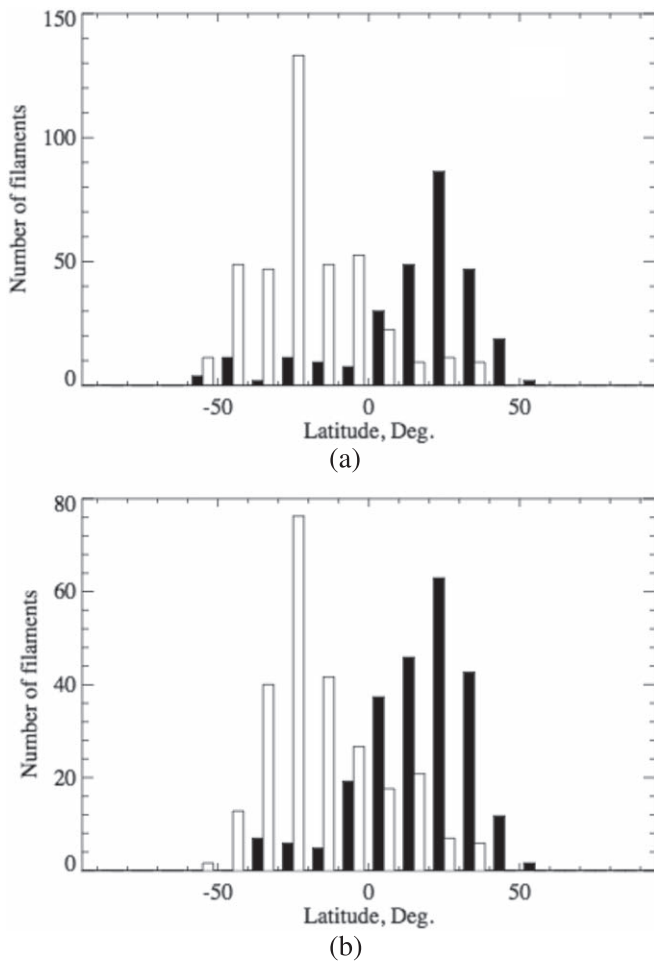 150
100
50
0
Number of filaments
-50 0 50
Latitude, Deg.
(a)
80
60
40
20
0
Number of filaments
-50 0 50
Latitude, Deg.
(b)